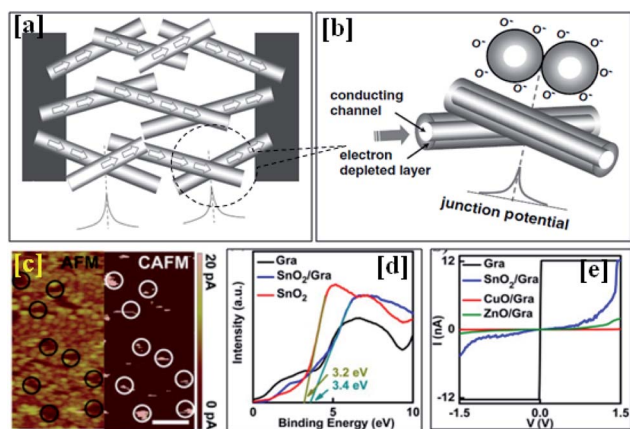 [a]
[b]
O⁻ O⁻
O⁻ O⁻ O⁻
O⁻ O⁻
O⁻ O⁻
conducting
channel
electron
depleted layer
junction potential
[c]
AFM CAFM
20 pA
0 pA
[d]
Gra
SnO₂/Gra
SnO₂
3.2 eV
3.4 eV
Intensity (a.u.)
0 5 10
Binding Energy (eV)
[e]
Gra
SnO₂/Gra
CuO/Gra
ZnO/Gra
I (nA)
12
0
-12
-1.5 0.0 1.5
V (V)